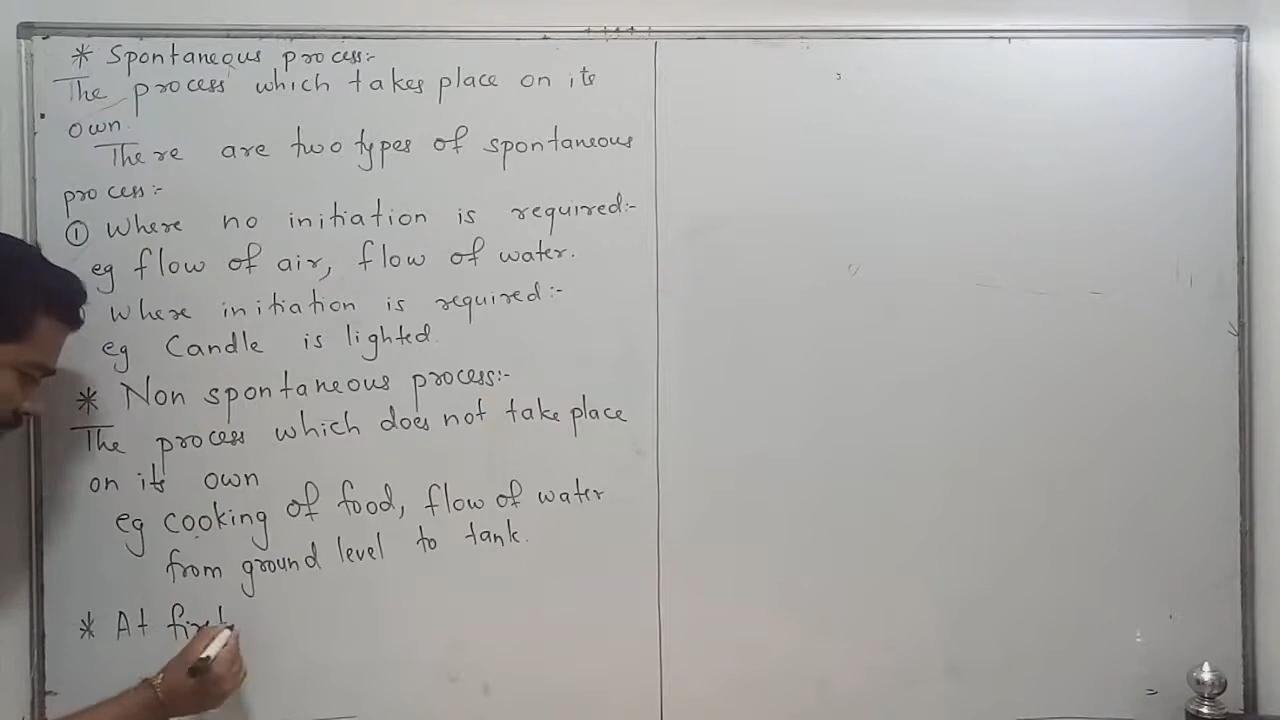 * Spontaneous process:-
The process which takes place on its
own.
There are two types of spontaneous
process:-
① Where no initiation is required:-
eg flow of air, flow of water.
Where initiation is required:-
eg Candle is lighted.
* Non spontaneous process:-
The process which does not take place
on its own
eg cooking of food, flow of water
from ground level to tank.
* At first